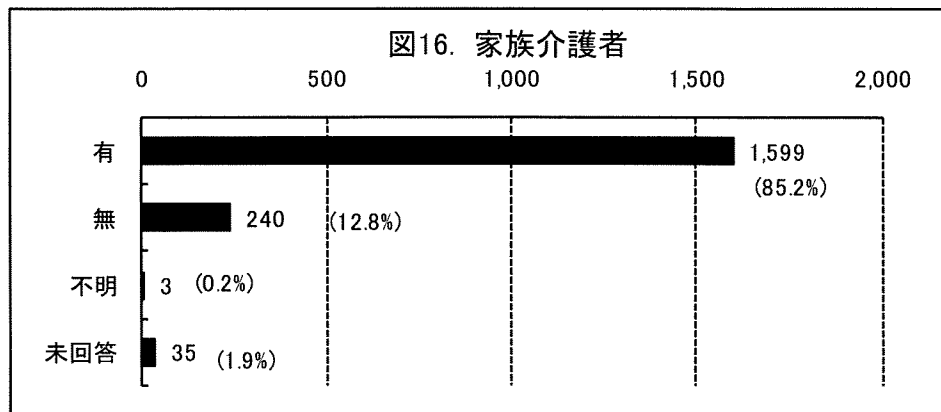 図16. 家族介護者
0 500 1,000 1,500 2,000
有 1,599
(85.2%)
無 240 (12.8%)
不明 3 (0.2%)
未回答 35 (1.9%)